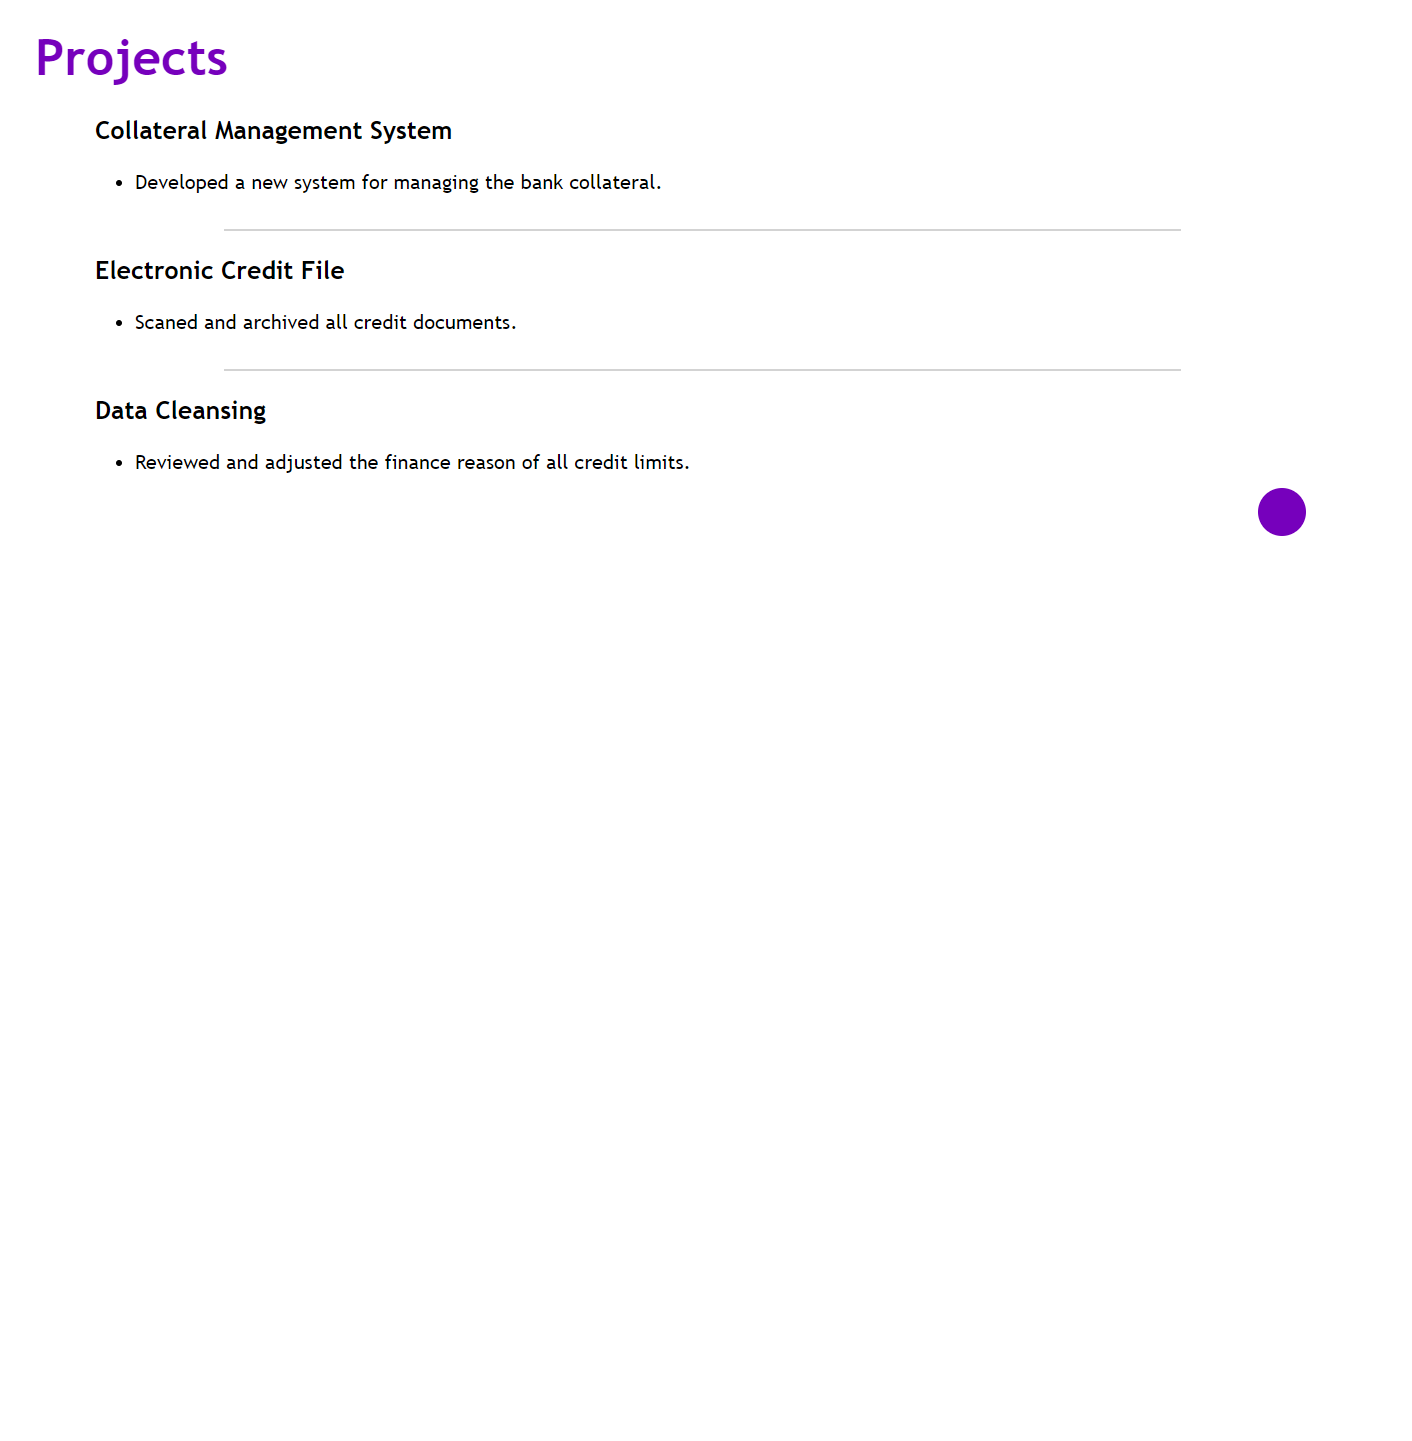 Projects
Collateral Management System
• Developed a new system for managing the bank collateral.
Electronic Credit File
• Scaned and archived all credit documents.
Data Cleansing
• Reviewed and adjusted the finance reason of all credit limits.